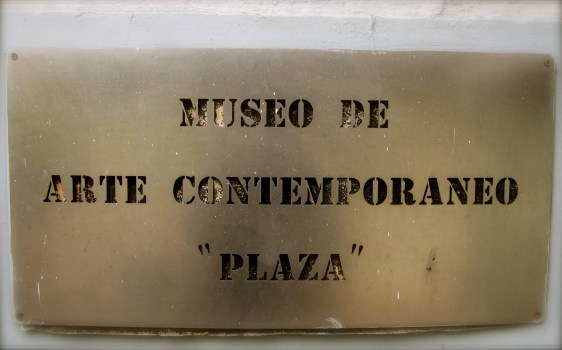 MUSEO DE
ARTE CONTEMPORANEO
"PLAZA"